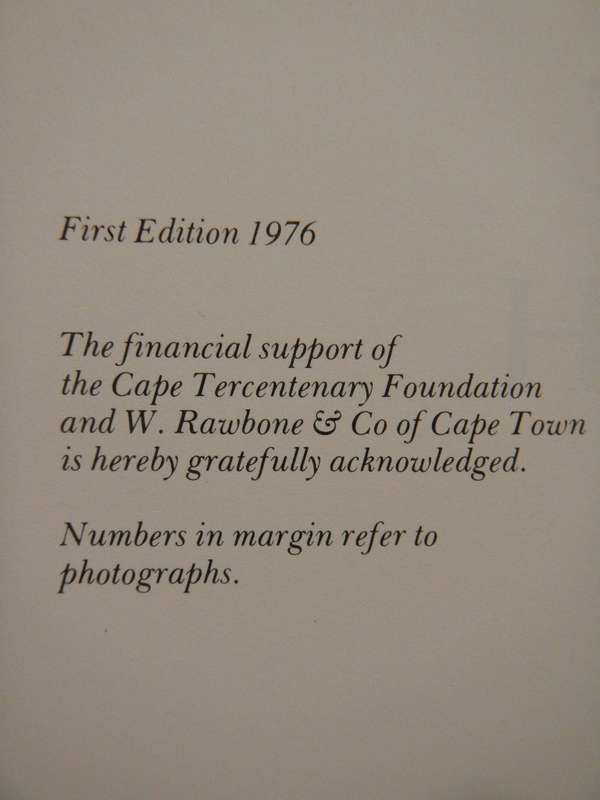 First Edition 1976
The financial support of
the Cape Tercentenary Foundation
and W. Rawbone & Co of Cape Town
is hereby gratefully acknowledged.
Numbers in margin refer to
photographs.